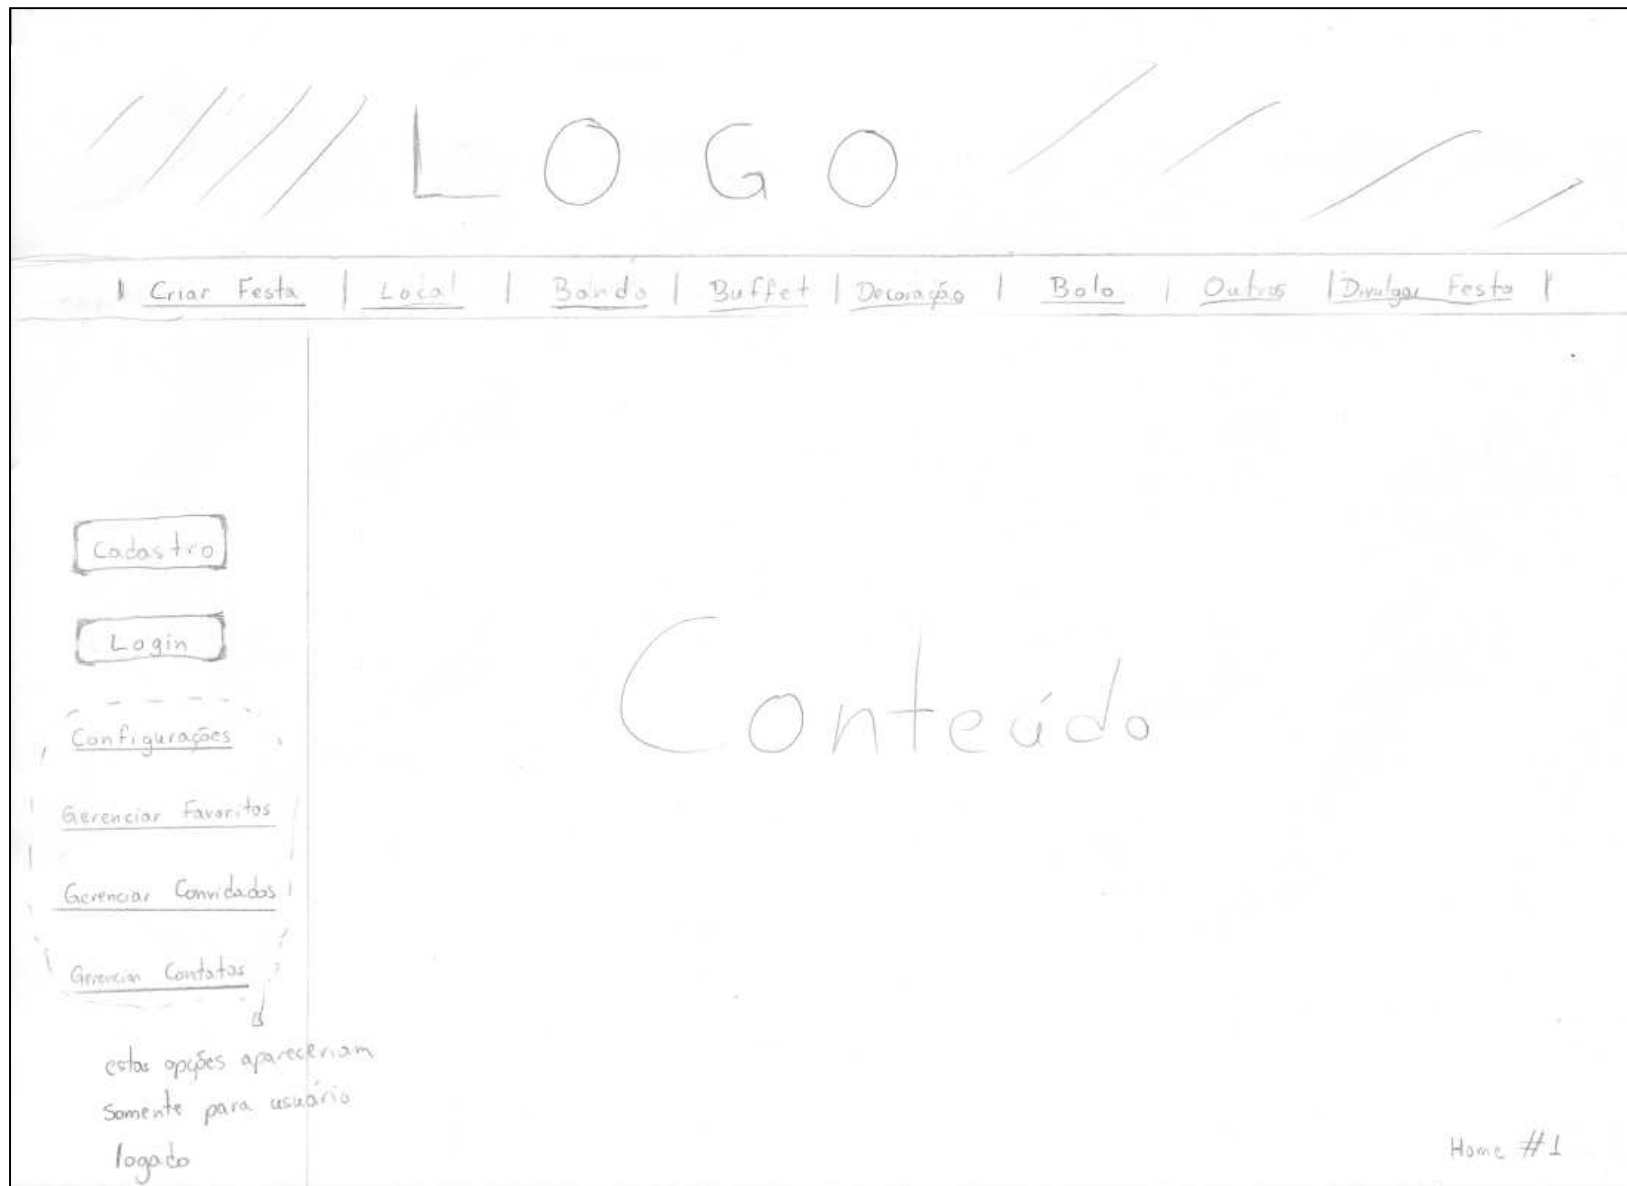 LOGO
| Criar Festa | Local | Banda | Buffet | Decoração | Bolo | Outros | Divulgar Festa |
Cadastro
Login
Configurações
Gerenciar Favoritos
Gerenciar Convidados
Gerenciar Contatos
Conteúdo
estas opções apareceriam
somente para usuário
logado
Home #1